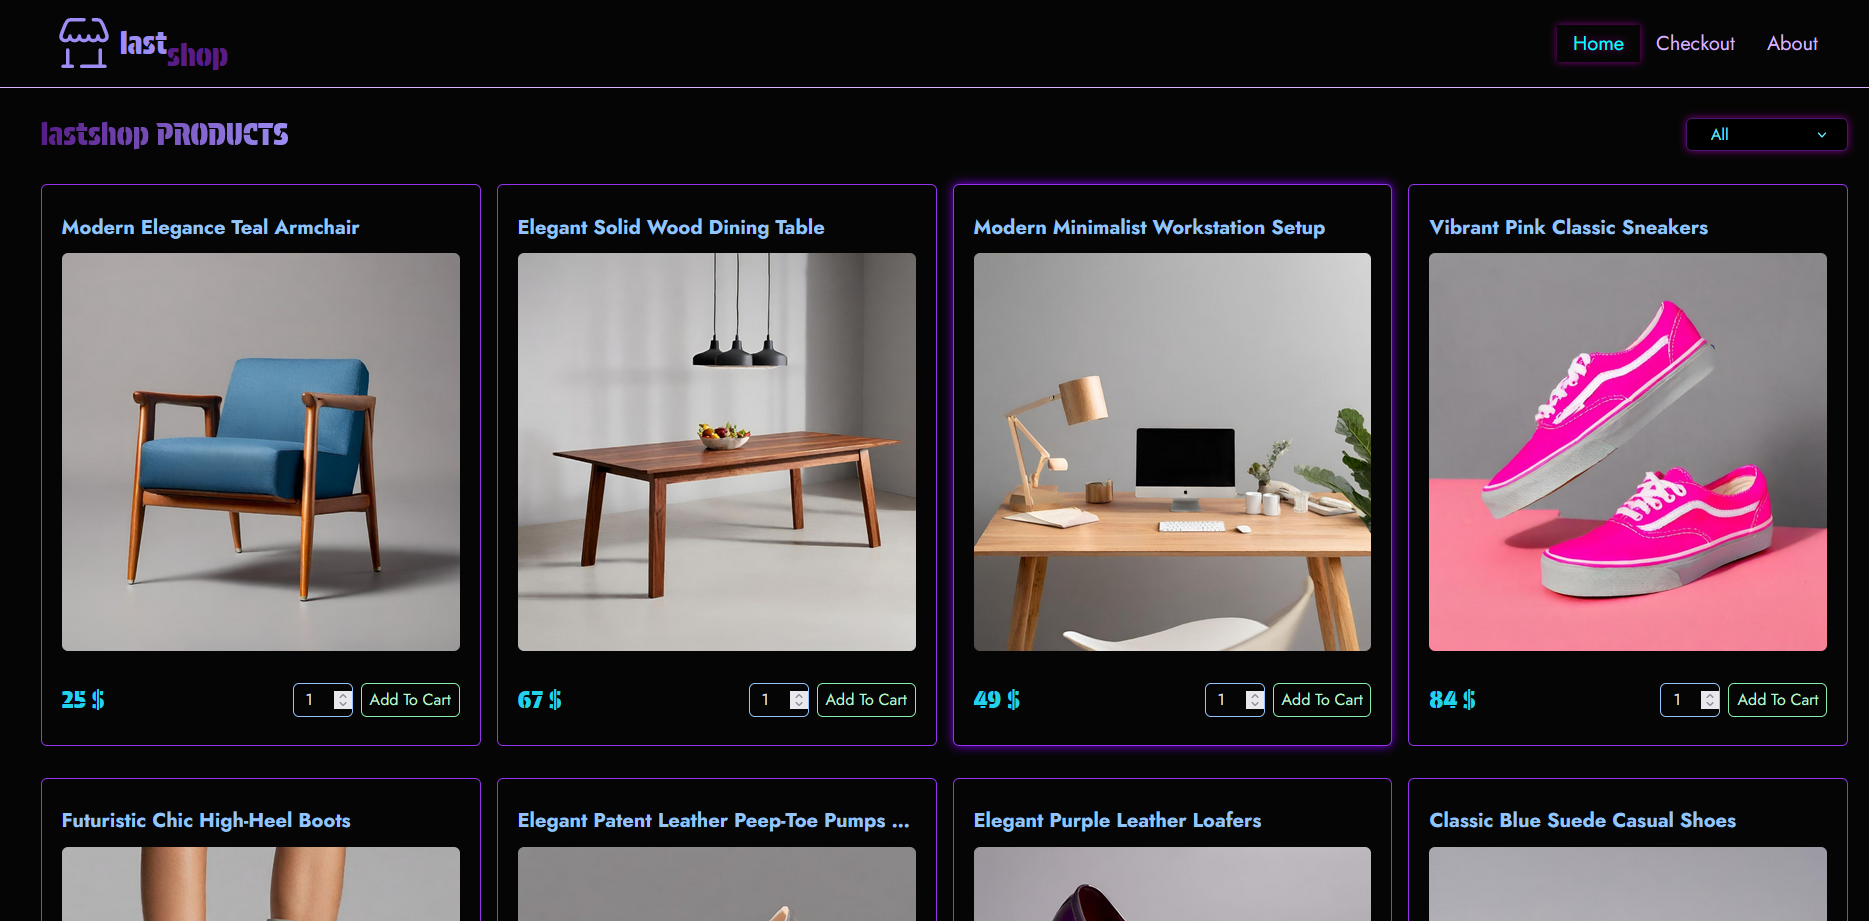 last
shop
Home Checkout About
lastshop PRODUCTS
All
Modern Elegance Teal Armchair
Elegant Solid Wood Dining Table
Modern Minimalist Workstation Setup
Vibrant Pink Classic Sneakers
25 $ 1 Add To Cart
67 $ 1 Add To Cart
49 $ 1 Add To Cart
84 $ 1 Add To Cart
Futuristic Chic High-Heel Boots
Elegant Patent Leather Peep-Toe Pumps ...
Elegant Purple Leather Loafers
Classic Blue Suede Casual Shoes